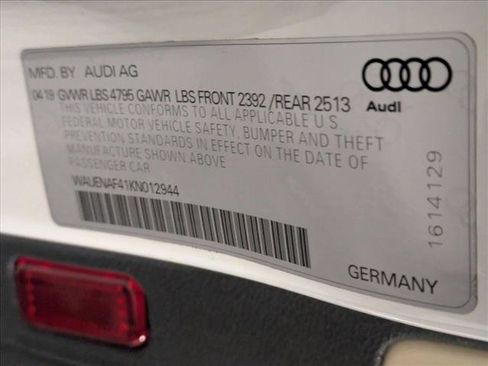 MFD. BY AUDI AG
04 19 GVWR LBS 4795 GAWR LBS FRONT 2392 /REAR 2513
THIS VEHICLE CONFORMS TO ALL APPLICABLE U S
FEDERAL MOTOR VEHICLE SAFETY, BUMPER AND THEFT
PREVENTION STANDARDS IN EFFECT ON THE DATE OF
MANUFACTURE SHOWN ABOVE.
PASSENGER CAR
WAUENAF41KN012944
Audi
1614129
GERMANY